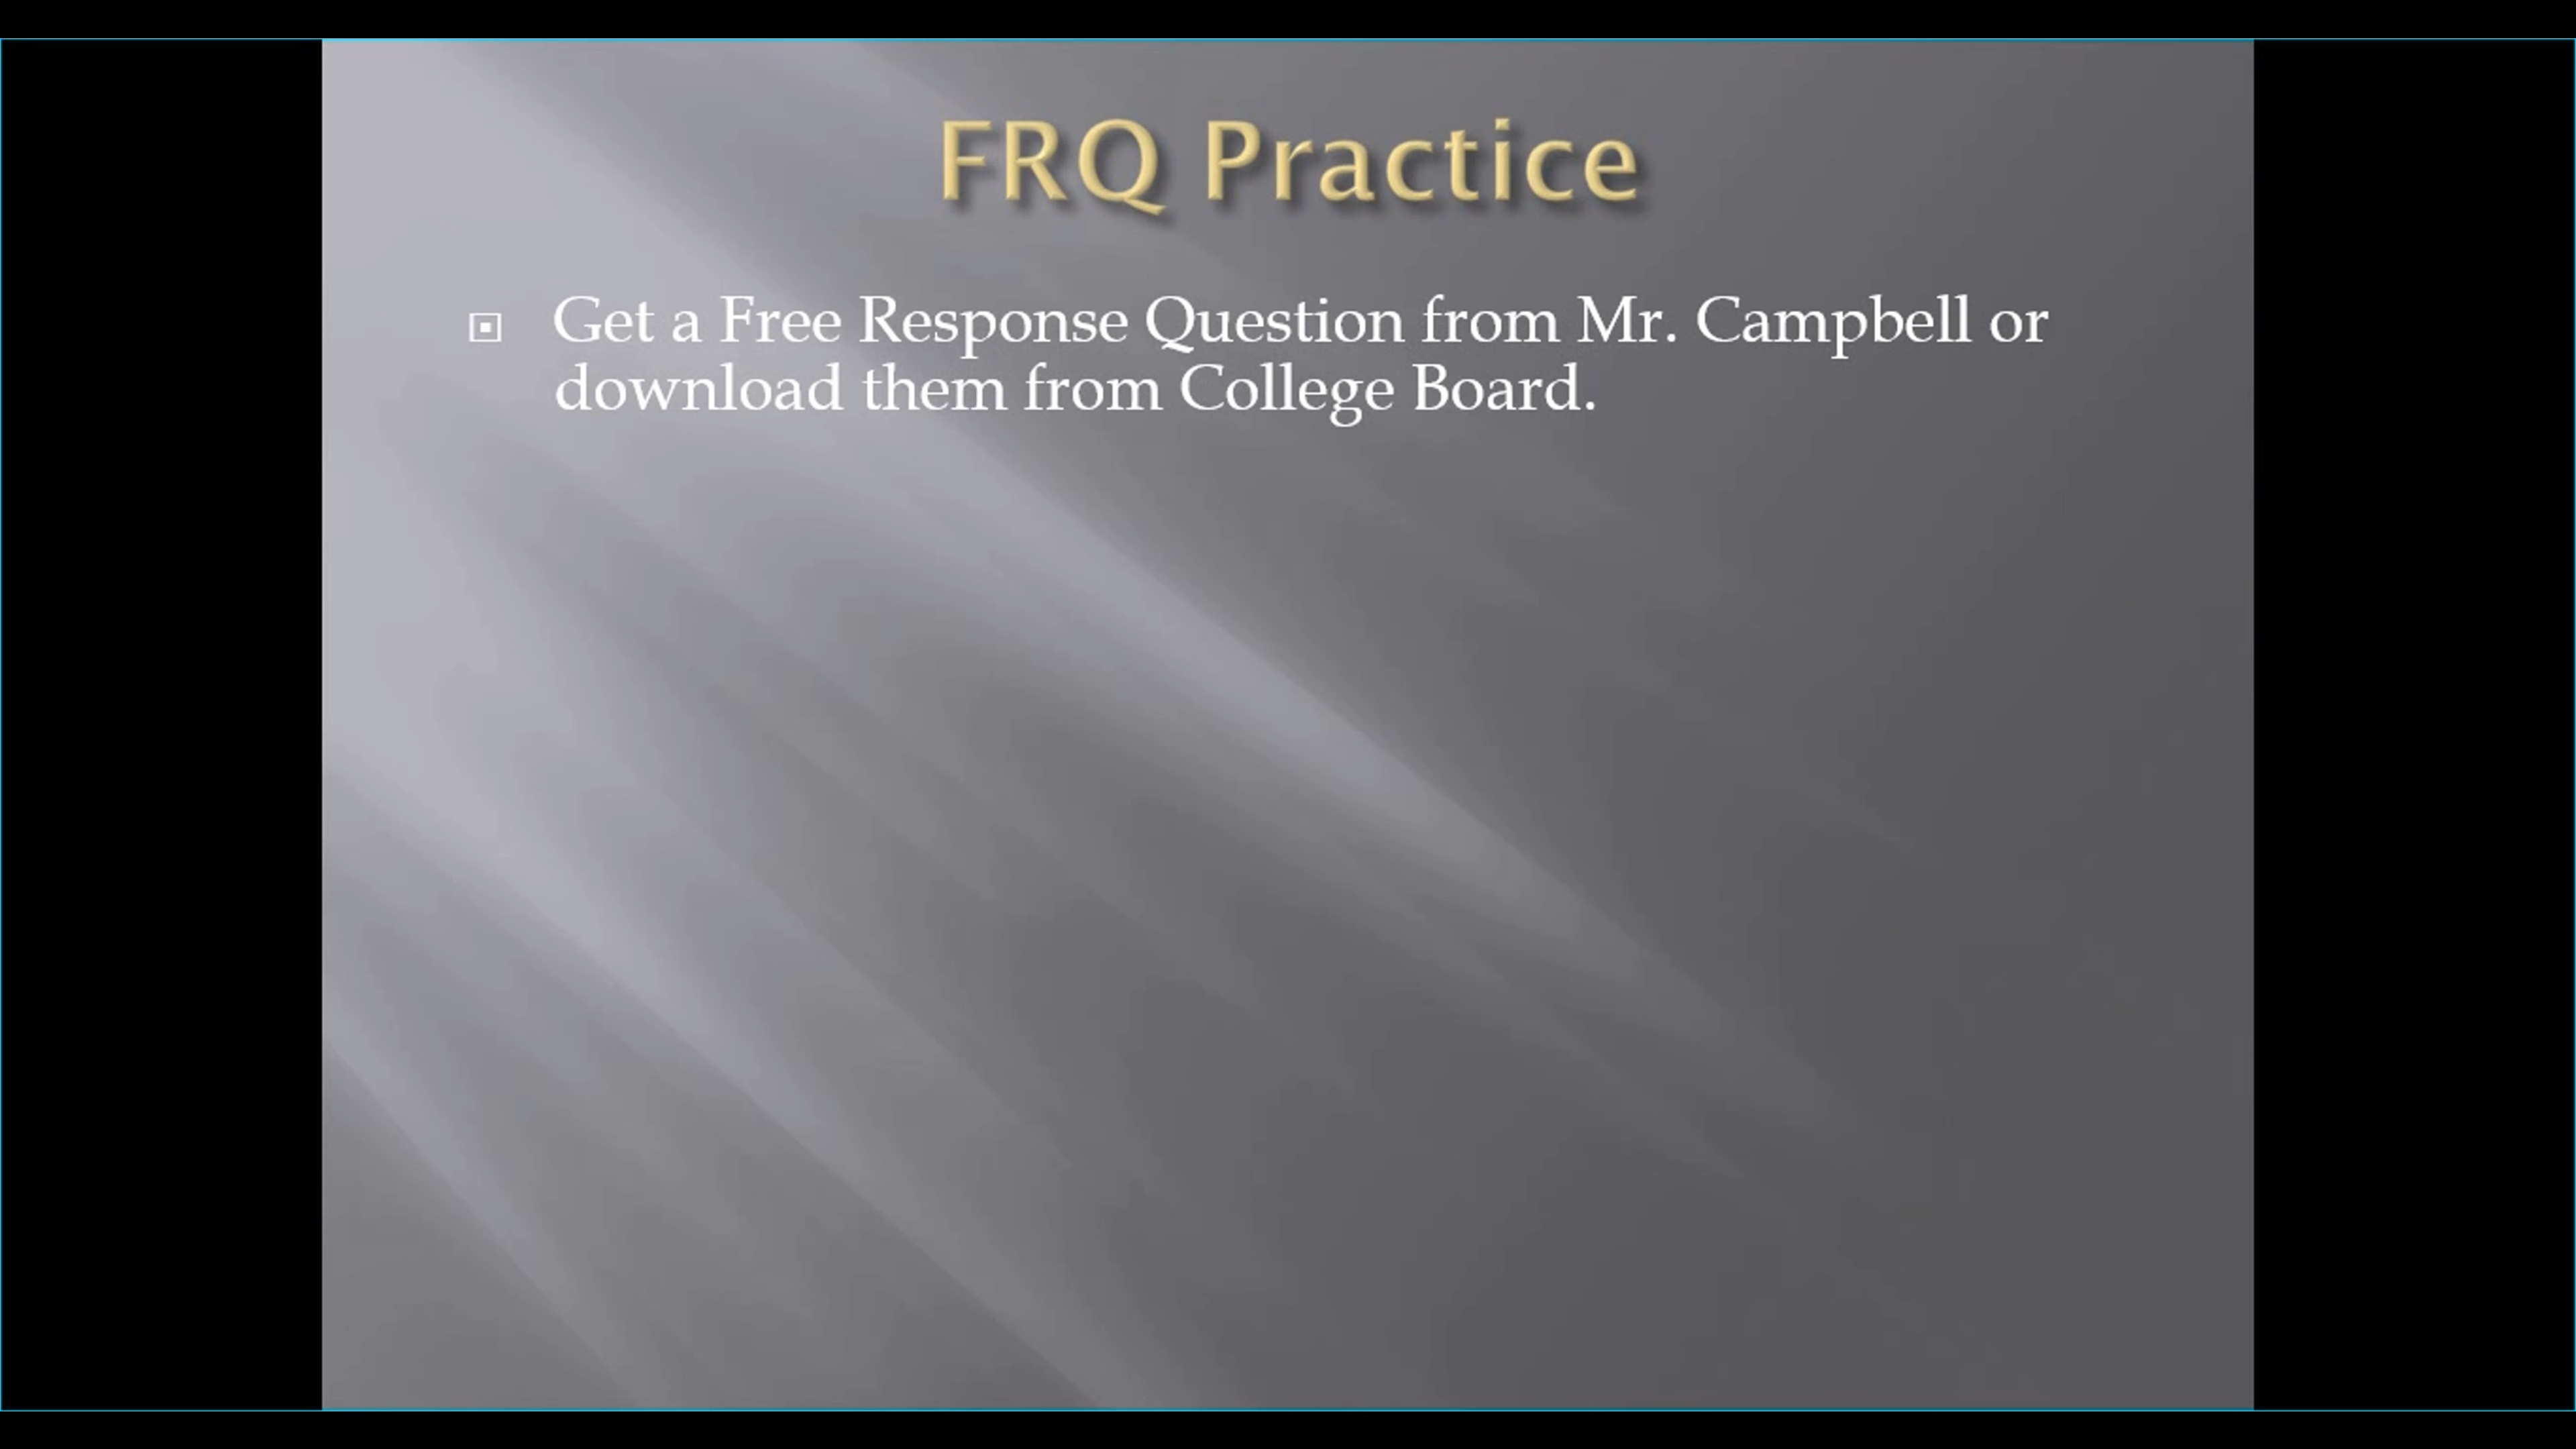 FRQ Practice
Get a Free Response Question from Mr. Campbell or
download them from College Board.